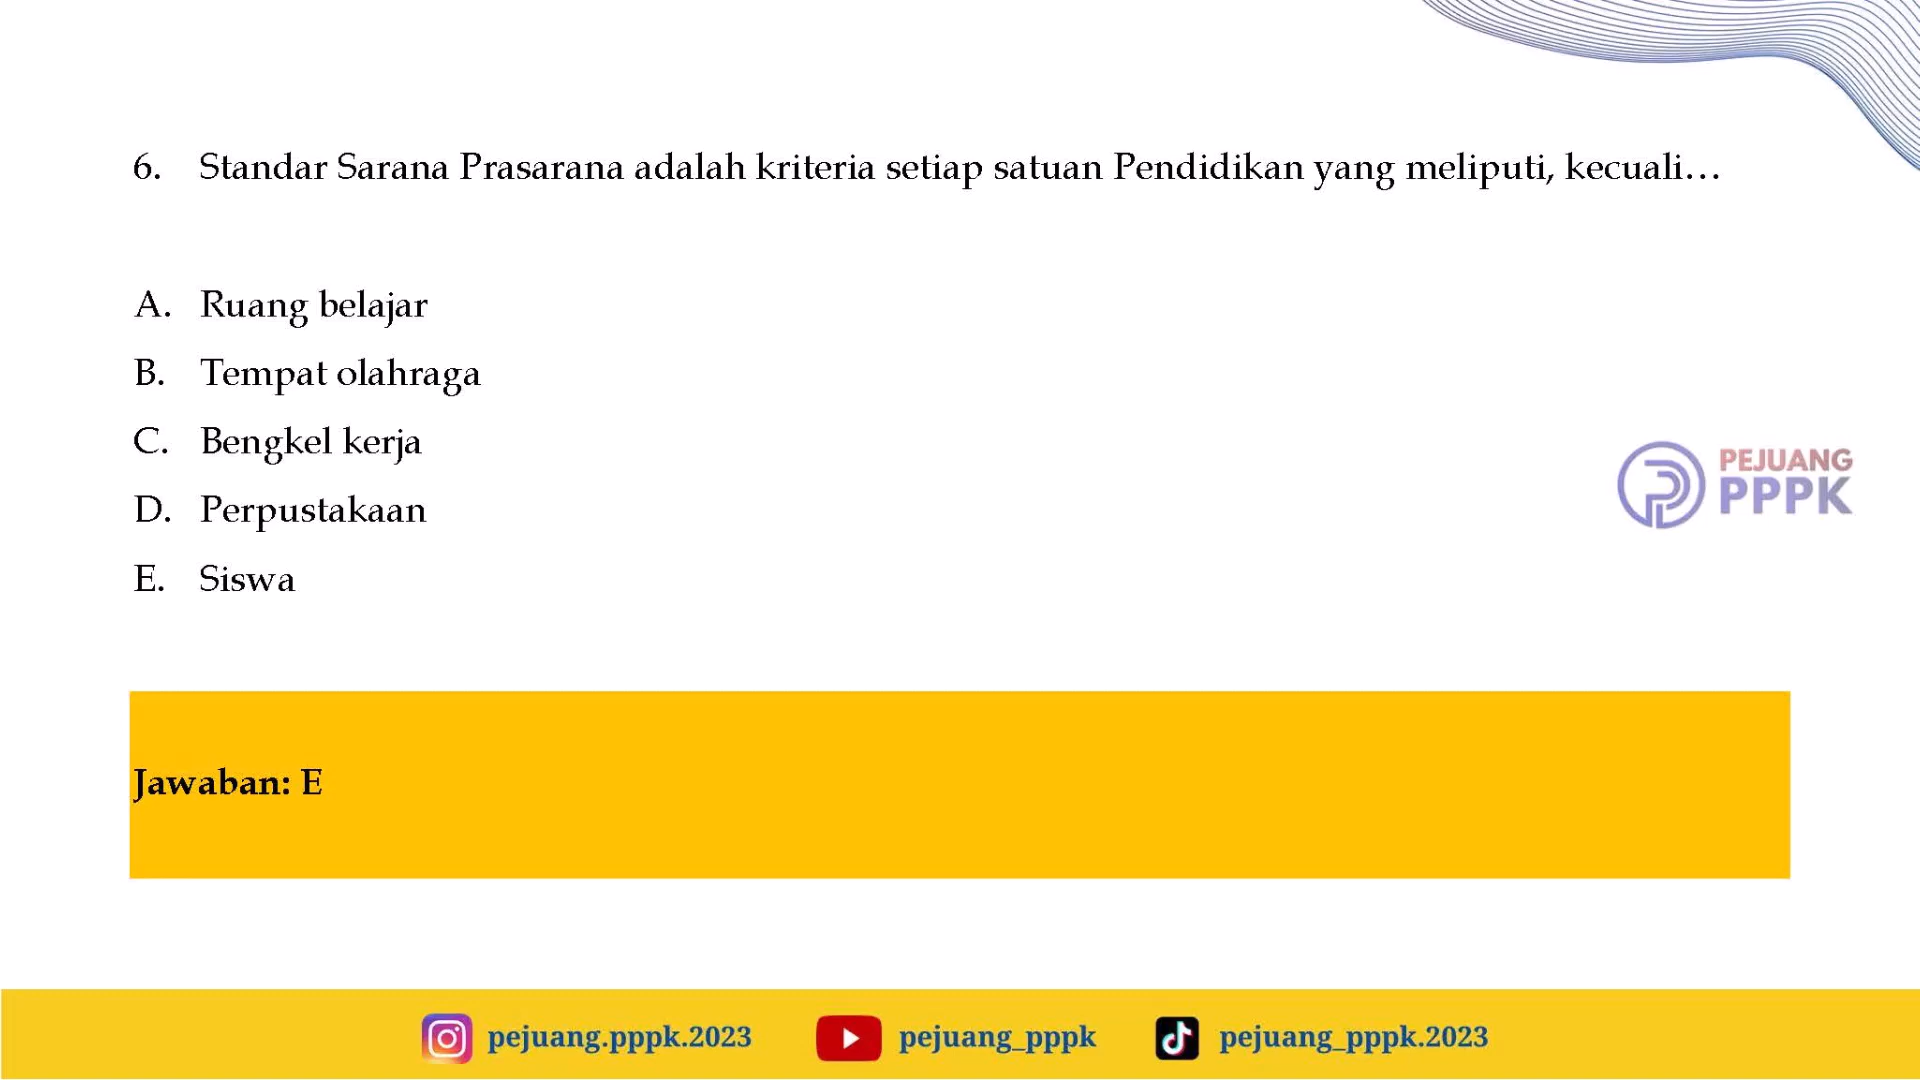 6. Standar Sarana Prasarana adalah kriteria setiap satuan Pendidikan yang meliputi, kecuali…
A. Ruang belajar
B. Tempat olahraga
C. Bengkel kerja
D. Perpustakaan
E. Siswa
PEJUANG
PPPK
Jawaban: E
pejuang.pppk.2023 pejuang_pppk pejuang_pppk.2023